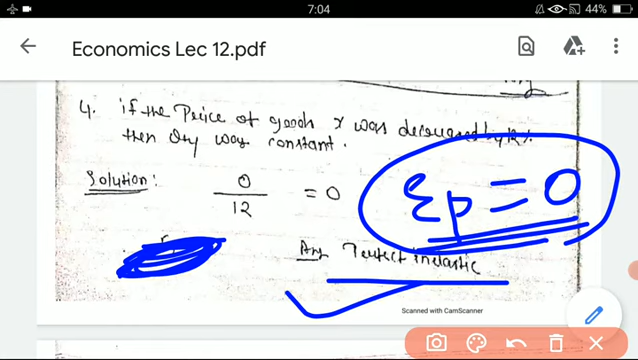 7:04
44%
Economics Lec 12.pdf
4. if the Price of goods x was decreased by 12%
then Qty was constant.
Solution:
0
12
= 0
Ep = 0
Ans Perfect inelastic
Scanned with CamScanner